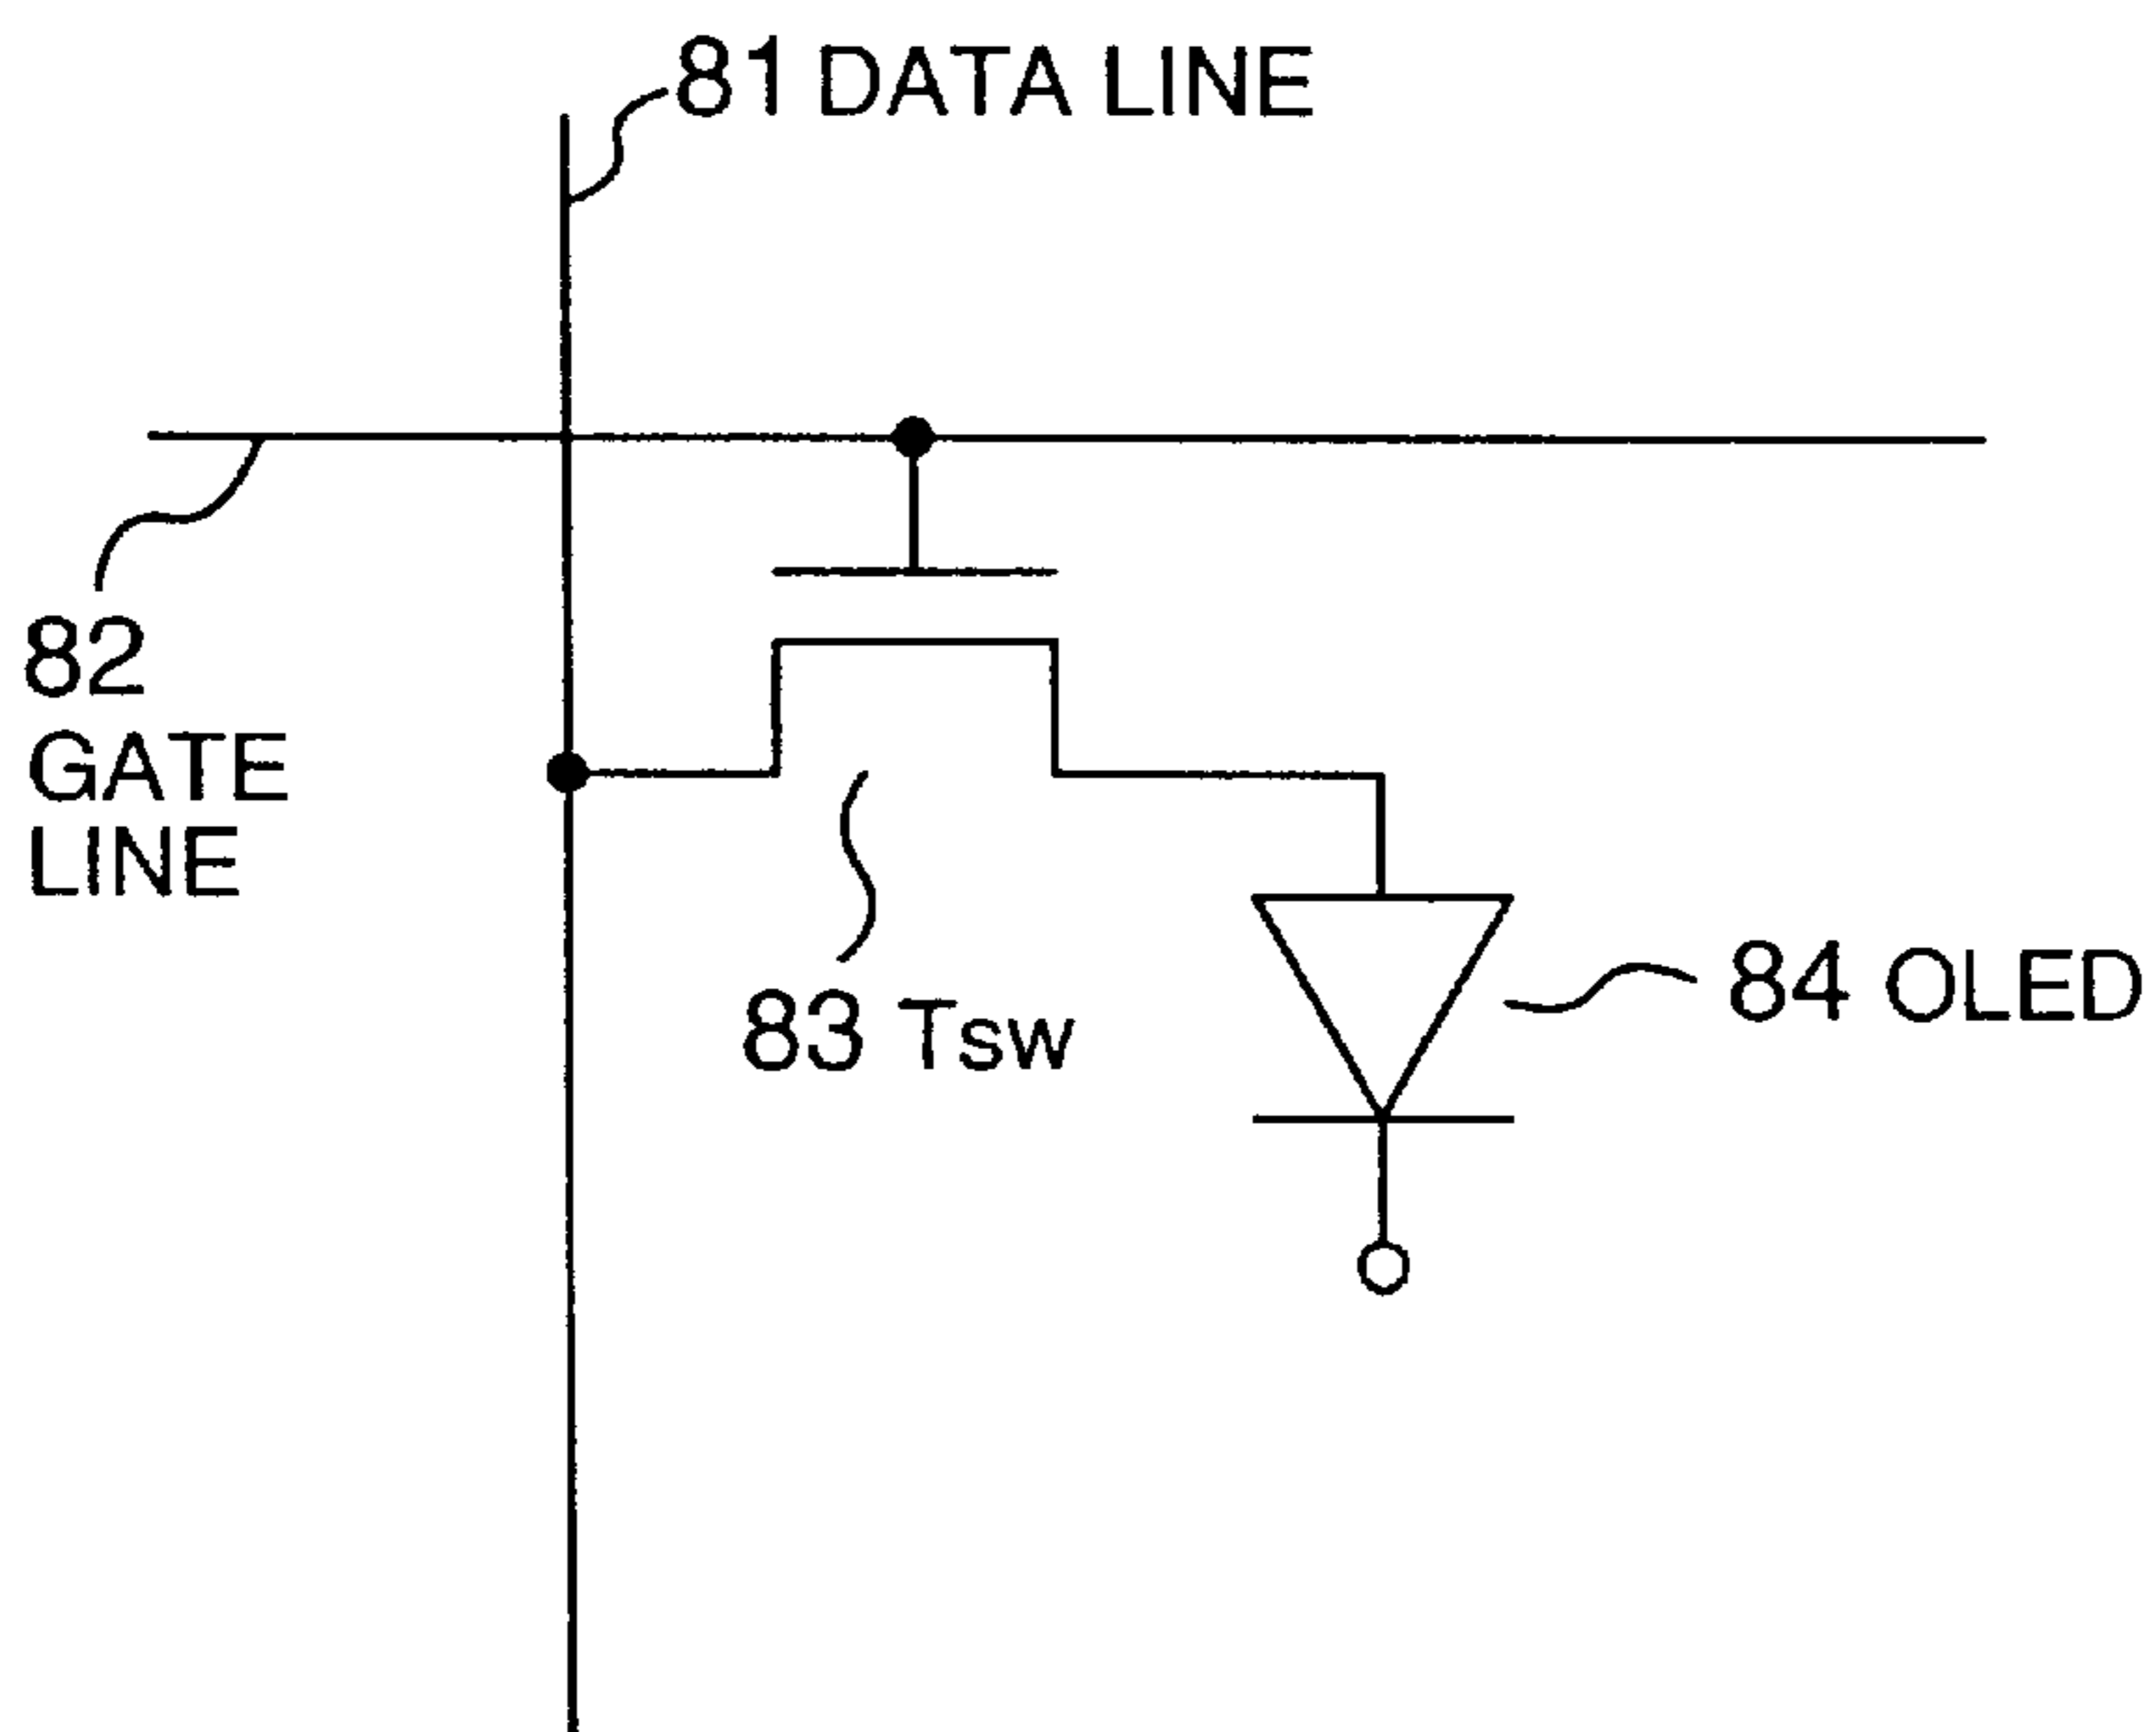 81 DATA LINE
82
GATE
LINE
83 Tsw
84 OLED